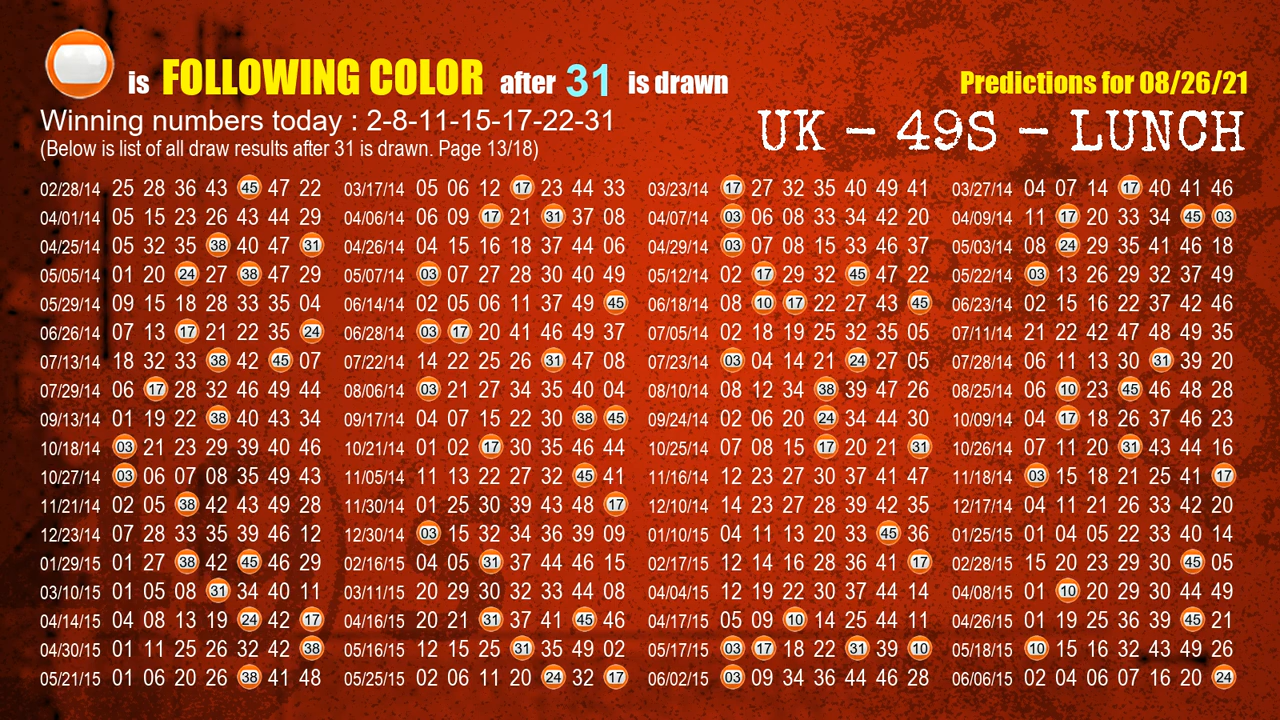 is FOLLOWING COLOR after 31 is drawn
Predictions for 08/26/21
Winning numbers today : 2-8-11-15-17-22-31
UK - 49S - LUNCH
(Below is list of all draw results after 31 is drawn. Page 13/18)
02/28/14 25 28 36 43 45 47 22 03/17/14 05 06 12 17 23 44 33 03/23/14 17 27 32 35 40 49 41 03/27/14 04 07 14 17 40 41 46
04/01/14 05 15 23 26 43 44 29 04/06/14 06 09 17 21 31 37 08 04/07/14 03 06 08 33 34 42 20 04/09/14 11 17 20 33 34 45 03
04/25/14 05 32 35 38 40 47 31 04/26/14 04 15 16 18 37 44 06 04/29/14 03 07 08 15 33 46 37 05/03/14 08 24 29 35 41 46 18
05/05/14 01 20 24 27 38 47 29 05/07/14 03 07 27 28 30 40 49 05/12/14 02 17 29 32 45 47 22 05/22/14 03 13 26 29 32 37 49
05/29/14 09 15 18 28 33 35 04 06/14/14 02 05 06 11 37 49 45 06/18/14 08 10 17 22 27 43 45 06/23/14 02 15 16 22 37 42 46
06/26/14 07 13 17 21 22 35 24 06/28/14 03 17 20 41 46 49 37 07/05/14 02 18 19 25 32 35 05 07/11/14 21 22 42 47 48 49 35
07/13/14 18 32 33 38 42 45 07 07/22/14 14 22 25 26 31 47 08 07/23/14 03 04 14 21 24 27 05 07/28/14 06 11 13 30 31 39 20
07/29/14 06 17 28 32 46 49 44 08/06/14 03 21 27 34 35 40 04 08/10/14 08 12 34 38 39 47 26 08/25/14 06 10 23 45 46 48 28
09/13/14 01 19 22 38 40 43 34 09/17/14 04 07 15 22 30 38 45 09/24/14 02 06 20 24 34 44 30 10/09/14 04 17 18 26 37 46 23
10/18/14 03 21 23 29 39 40 46 10/21/14 01 02 17 30 35 46 44 10/25/14 07 08 15 17 20 21 31 10/26/14 07 11 20 31 43 44 16
10/27/14 03 06 07 08 35 49 43 11/05/14 11 13 22 27 32 45 41 11/16/14 12 23 27 30 37 41 47 11/18/14 03 15 18 21 25 41 17
11/21/14 02 05 38 42 43 49 28 11/30/14 01 25 30 39 43 48 17 12/10/14 14 23 27 28 39 42 35 12/17/14 04 11 21 26 33 42 20
12/23/14 07 28 33 35 39 46 12 12/30/14 03 15 32 34 36 39 09 01/10/15 04 11 13 20 33 45 36 01/25/15 01 04 05 22 33 40 14
01/29/15 01 27 38 42 45 46 29 02/16/15 04 05 31 37 44 46 15 02/17/15 12 14 16 28 36 41 17 02/28/15 15 20 23 29 30 45 05
03/10/15 01 05 08 31 34 40 11 03/11/15 20 29 30 32 33 44 08 04/04/15 12 19 22 30 37 44 14 04/08/15 01 10 20 30 44 49
04/14/15 04 08 13 19 24 42 17 04/16/15 20 21 31 37 41 45 46 04/17/15 05 09 10 14 25 44 11 04/26/15 01 19 25 36 39 45 21
04/30/15 01 11 25 26 32 42 38 05/16/15 12 15 25 31 35 49 02 05/17/15 03 17 18 22 31 39 10 05/18/15 10 15 16 32 43 49 26
05/21/15 01 06 20 26 38 41 48 05/25/15 02 06 11 20 24 32 17 06/02/15 03 09 34 36 44 46 28 06/06/15 02 04 06 07 16 20 24